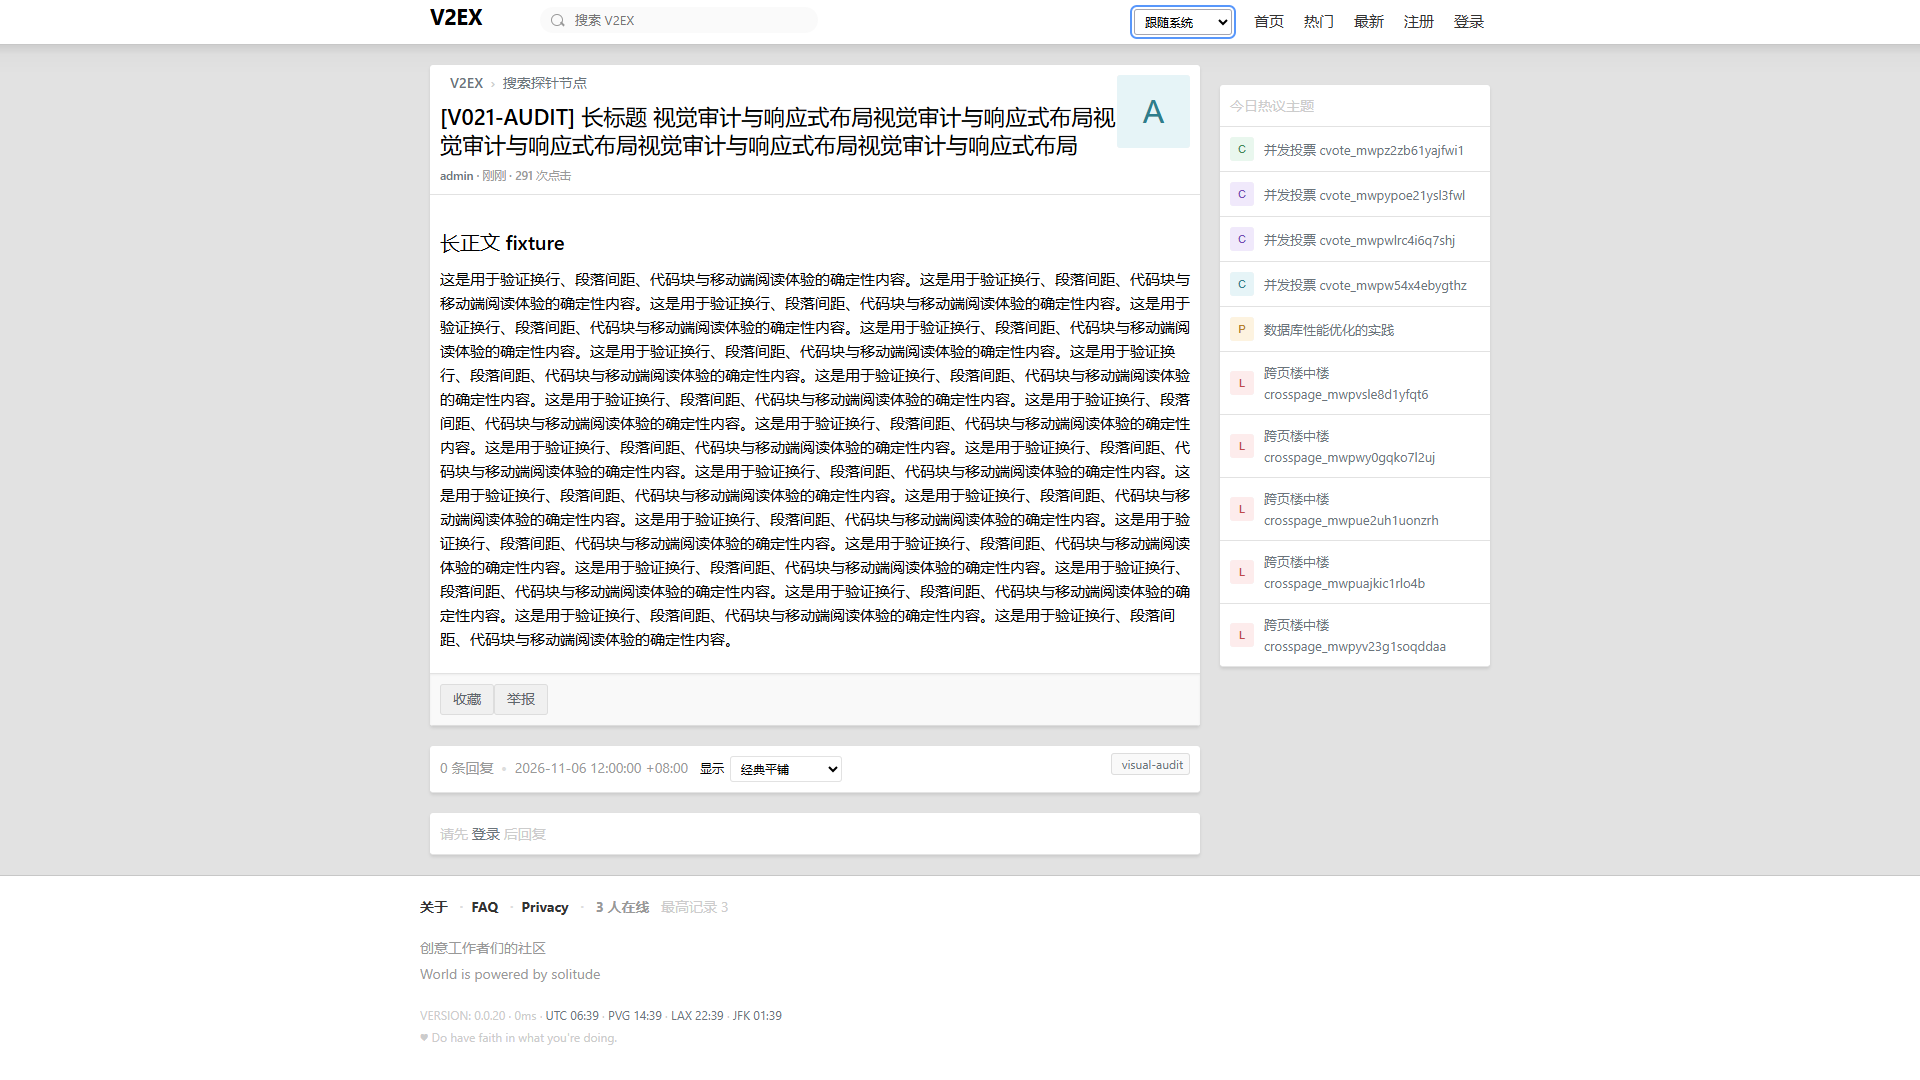 V2EX
搜索 V2EX
跟随系统
首页
热门
最新
注册
登录
V2EX › 搜索探针节点
A
[V021-AUDIT] 长标题 视觉审计与响应式布局视觉审计与响应式布局视
觉审计与响应式布局视觉审计与响应式布局视觉审计与响应式布局
admin · 刚刚 · 291 次点击
长正文 fixture
这是用于验证换行、段落间距、代码块与移动端阅读体验的确定性内容。这是用于验证换行、段落间距、代码块与
移动端阅读体验的确定性内容。这是用于验证换行、段落间距、代码块与移动端阅读体验的确定性内容。这是用于
验证换行、段落间距、代码块与移动端阅读体验的确定性内容。这是用于验证换行、段落间距、代码块与移动端阅
读体验的确定性内容。这是用于验证换行、段落间距、代码块与移动端阅读体验的确定性内容。这是用于验证换
行、段落间距、代码块与移动端阅读体验的确定性内容。这是用于验证换行、段落间距、代码块与移动端阅读体验
的确定性内容。这是用于验证换行、段落间距、代码块与移动端阅读体验的确定性内容。这是用于验证换行、段落
间距、代码块与移动端阅读体验的确定性内容。这是用于验证换行、段落间距、代码块与移动端阅读体验的确定性
内容。这是用于验证换行、段落间距、代码块与移动端阅读体验的确定性内容。这是用于验证换行、段落间距、代
码块与移动端阅读体验的确定性内容。这是用于验证换行、段落间距、代码块与移动端阅读体验的确定性内容。这
是用于验证换行、段落间距、代码块与移动端阅读体验的确定性内容。这是用于验证换行、段落间距、代码块与移
动端阅读体验的确定性内容。这是用于验证换行、段落间距、代码块与移动端阅读体验的确定性内容。这是用于验
证换行、段落间距、代码块与移动端阅读体验的确定性内容。这是用于验证换行、段落间距、代码块与移动端阅读
体验的确定性内容。这是用于验证换行、段落间距、代码块与移动端阅读体验的确定性内容。这是用于验证换行、
段落间距、代码块与移动端阅读体验的确定性内容。这是用于验证换行、段落间距、代码块与移动端阅读体验的确
定性内容。这是用于验证换行、段落间距、代码块与移动端阅读体验的确定性内容。这是用于验证换行、段落间
距、代码块与移动端阅读体验的确定性内容。
收藏
举报
0 条回复 • 2026-11-06 12:00:00 +08:00 显示 经典平铺
visual-audit
请先 登录 后回复
今日热议主题
C 并发投票 cvote_mwpz2zb61yajfwi1
C 并发投票 cvote_mwpypoe21ysl3fwl
C 并发投票 cvote_mwpwlrc4i6q7shj
C 并发投票 cvote_mwpw54x4ebygthz
P 数据库性能优化的实践
L 跨页楼中楼
crosspage_mwpvsle8d1yfqt6
L 跨页楼中楼
crosspage_mwpwy0gqko7l2uj
L 跨页楼中楼
crosspage_mwpue2uh1uonzrh
L 跨页楼中楼
crosspage_mwpuajkic1rlo4b
L 跨页楼中楼
crosspage_mwpyv23g1soqddaa
关于 · FAQ · Privacy · 3 人在线 最高记录 3
创意工作者们的社区
World is powered by solitude
VERSION: 0.0.20 · 0ms · UTC 06:39 · PVG 14:39 · LAX 22:39 · JFK 01:39
♥ Do have faith in what you're doing.